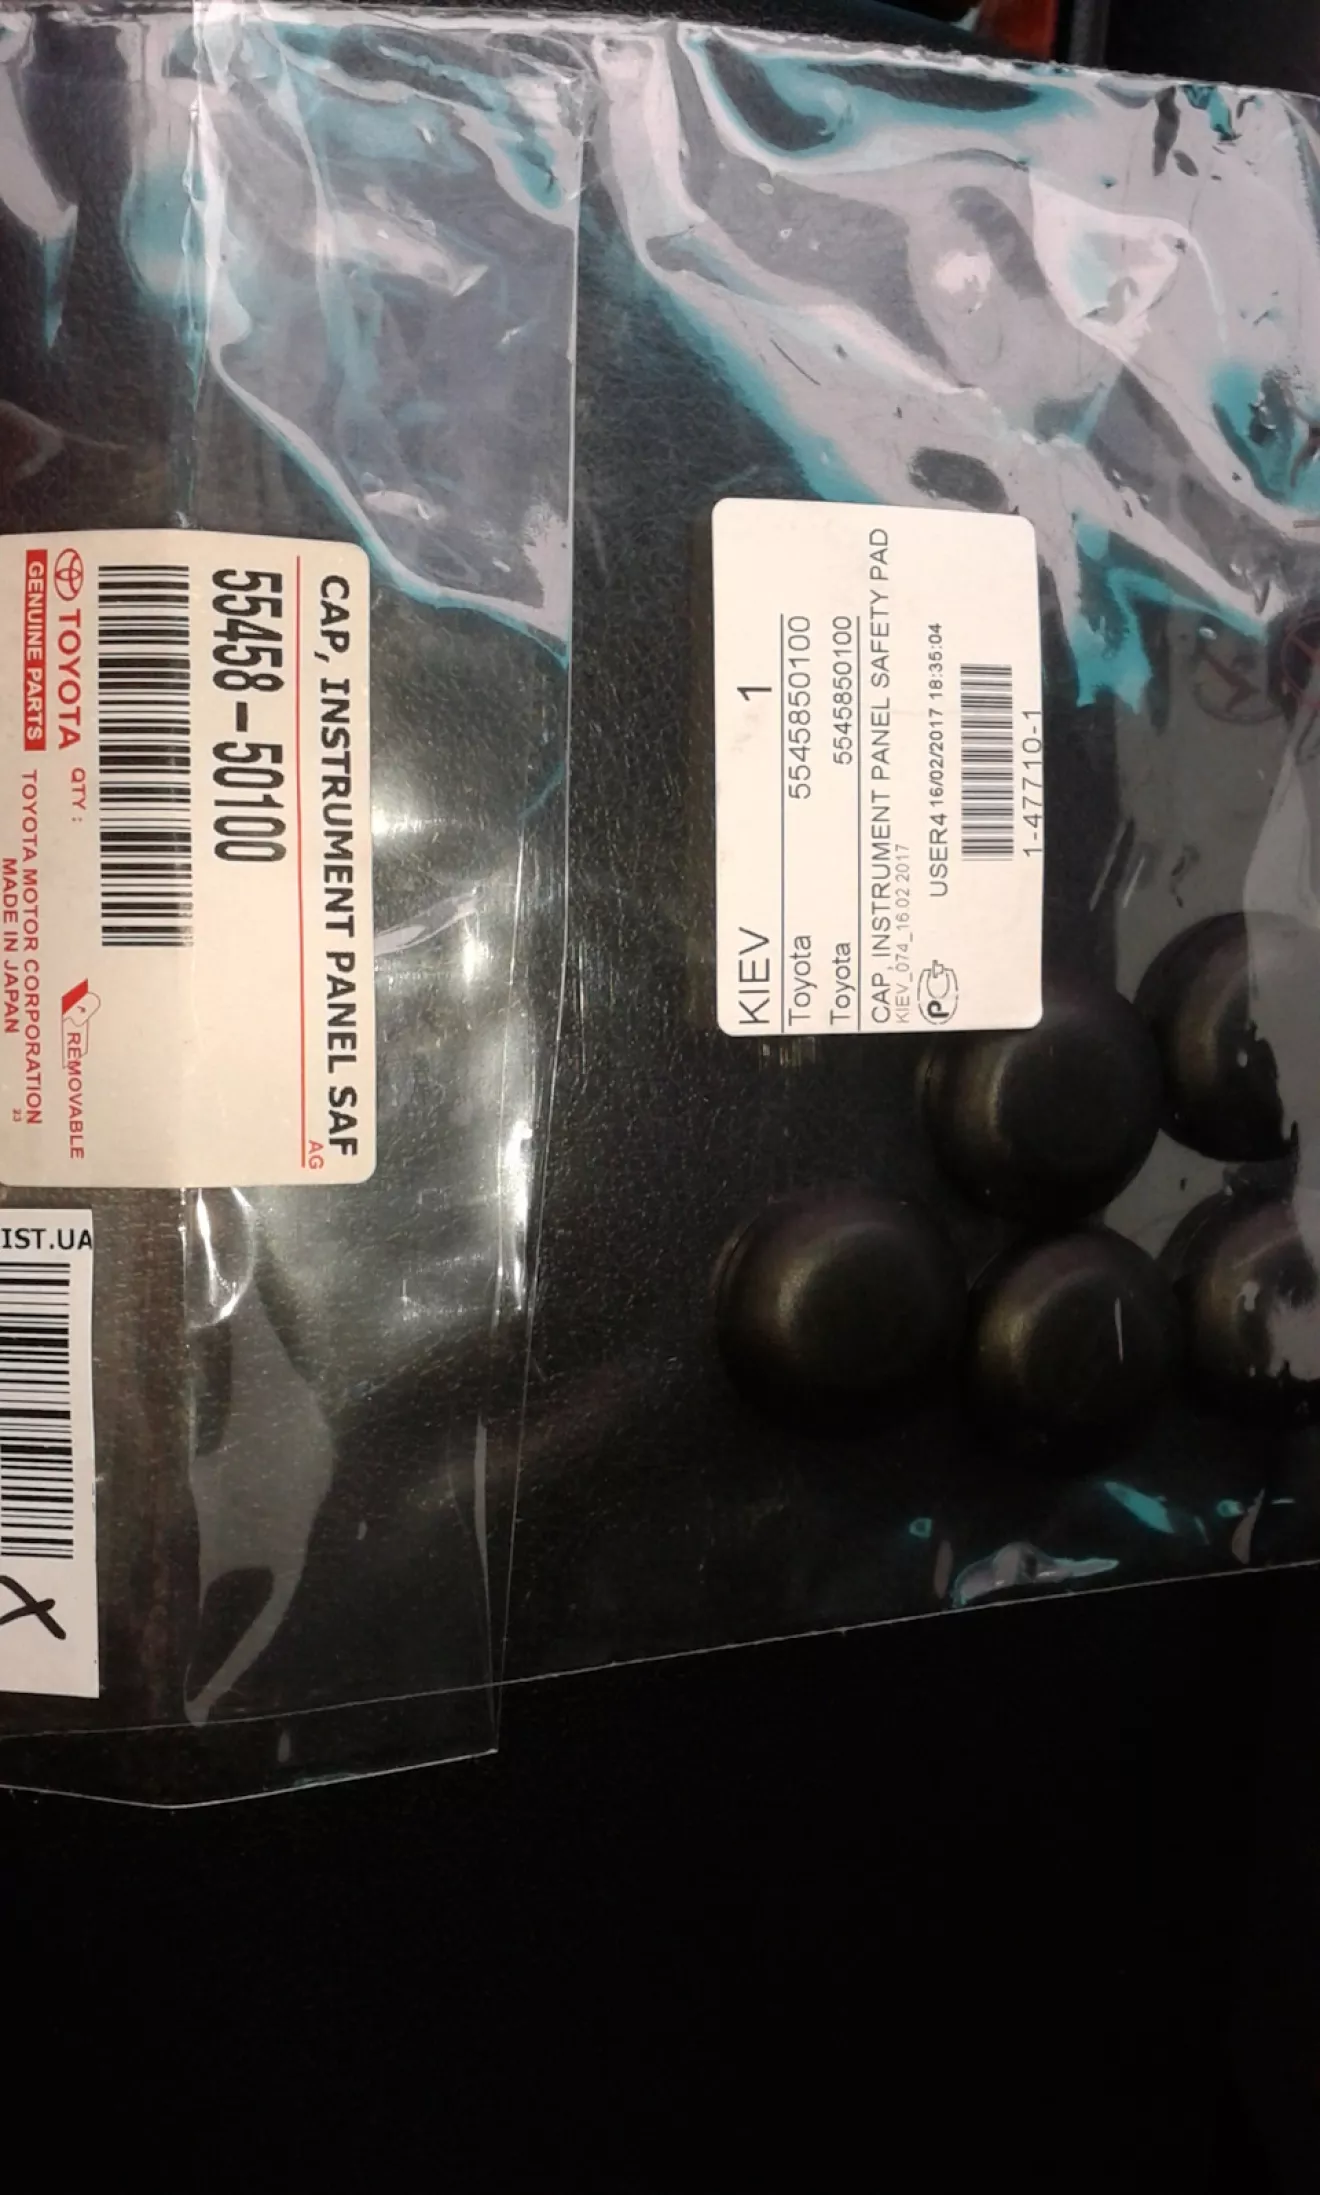 CAP, INSTRUMENT PANEL SAF
AG
55458-50100
TOYOTA
QTY :
REMOVABLE
GENUINE PARTS
TOYOTA MOTOR CORPORATION
MADE IN JAPAN
23
IST.UA
X
KIEV 1
Toyota 5545850100
Toyota 5545850100
CAP, INSTRUMENT PANEL SAFETY PAD
KIEV_074_16.02.2017
USER4 16/02/2017 18:35:04
1-47710-1